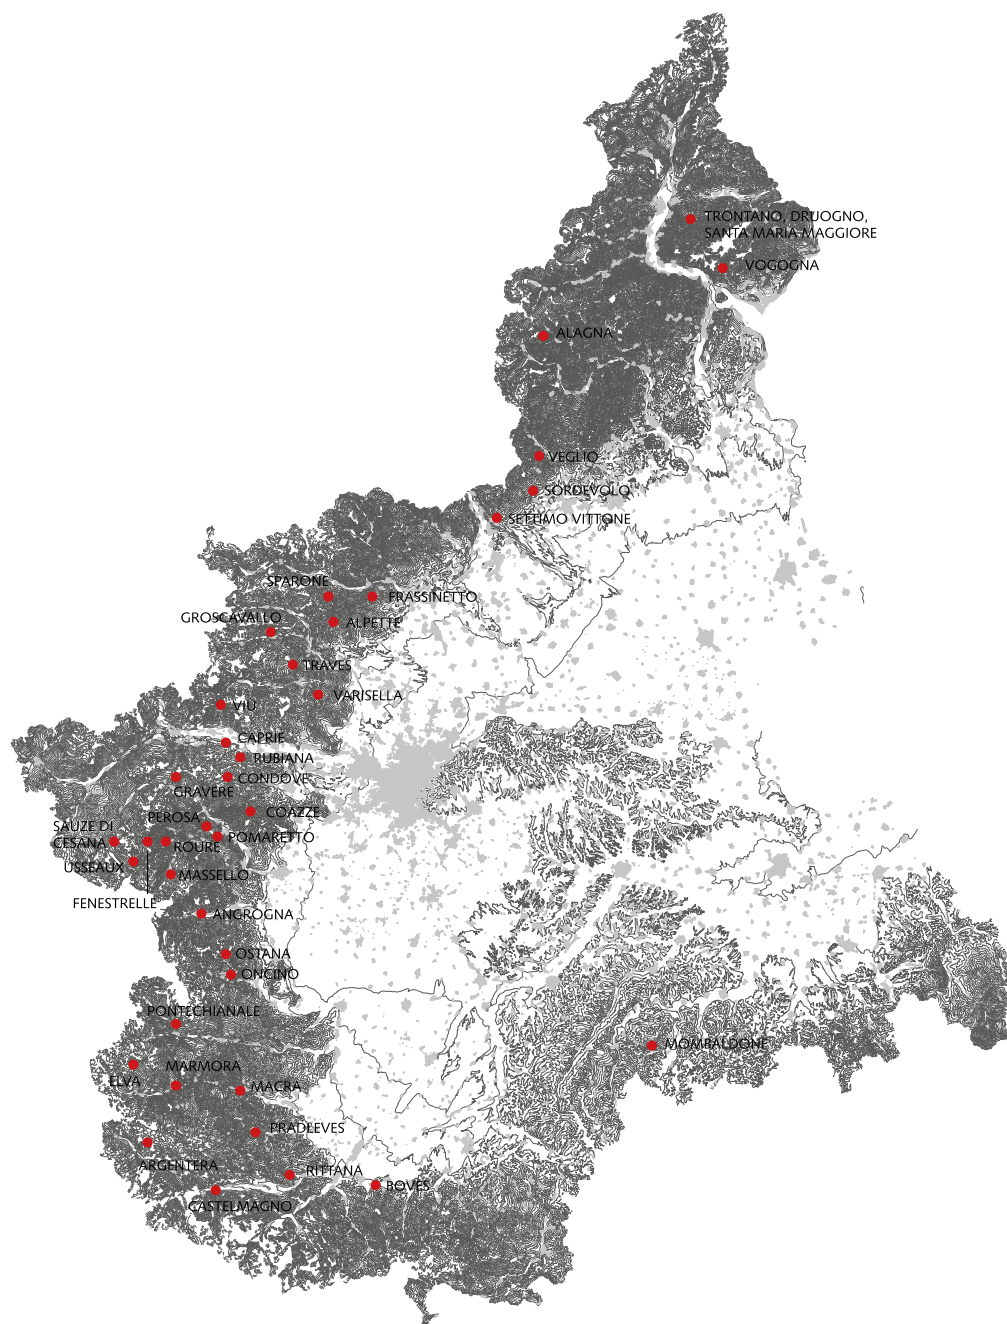 TRONTANO, DRUOGNO,
SANTA MARIA MAGGIORE
VOGOGNA
ALAGNA
VEGLIO
SORDEVOLO
SETTIMO VITTONE
SPARONE
FRASSINETTO
GROSCAVALLO
ALPETTE
TRAVES
VARISELLA
VIÙ
CAPRIE
RUBIANA
CONDOVE
GRAVERE
COAZZE
PEROSA
SAUZE DI
CESANA
POMARETTO
ROURE
USSEAUX
MASSELLO
FENESTRELLE
ANGROGNA
OSTANA
ONCINO
PONTECHIANALE
MOMBALDONE
MARMORA
ELVA
MACRA
PRADLEVES
ARGENTERA
RITTANA
BOVES
CASTELMAGNO